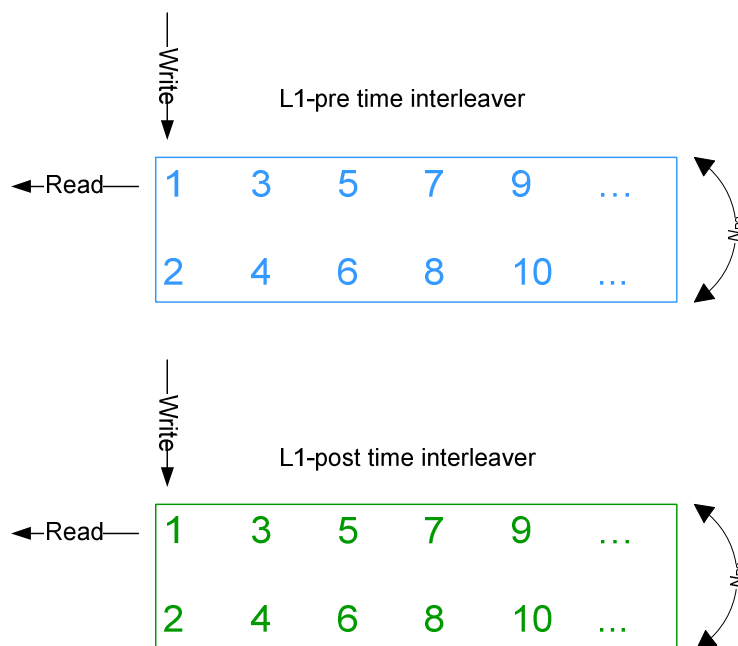 Write
L1-pre time interleaver
Read
1 3 5 7 9 ...
2 4 6 8 10 ...
Write
L1-post time interleaver
Read
1 3 5 7 9 ...
2 4 6 8 10 ...